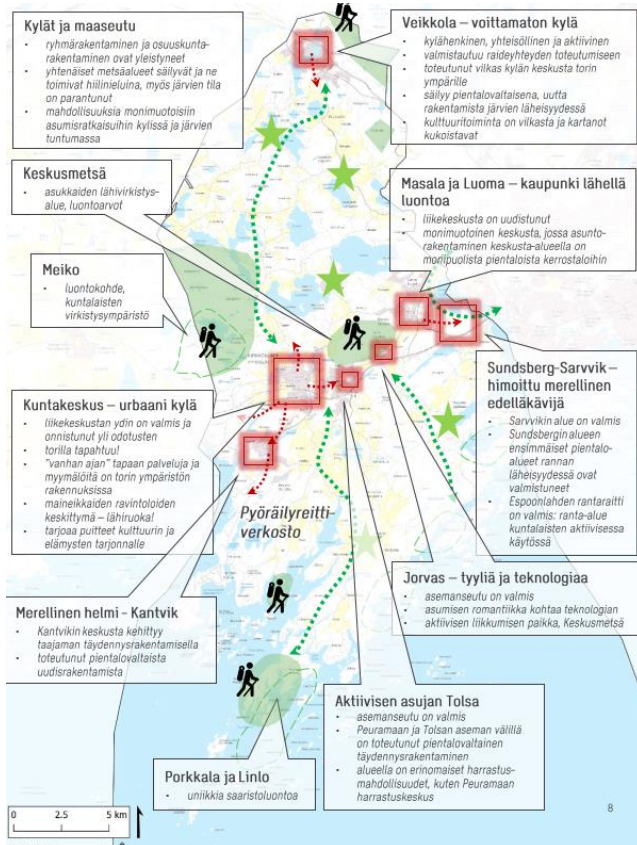 Kylät ja maaseutu
• ryhmärakentaminen ja osuuskunta-
rakentaminen ovat yleistyneet
• yhtenäiset metsäalueet säilyvät ja ne
toimivat hiilinieluina, myös järvien tila
on parantunut
• mahdollisuuksia monimuotoisiin
asumisratkaisuihin kylissä ja järvien
tuntumassa
Veikkola – voittamaton kylä
• kylähenkinen, yhteisöllinen ja aktiivinen
• valmistautuu raideyhteyden toteutumiseen
• toteutunut vilkas kylän keskusta torin
ympärille
• säilyy pientalovaltaisena, uutta
rakentamista järvien läheisyydessä
• kulttuuritoiminta on vilkasta ja kartanot
kukoistavat
Keskusmetsä
• asukkaiden lähivirkistys-
alue, luontoarvot
Masala ja Luoma – kaupunki lähellä
luontoa
• liikekeskusta on uudistunut
• monimuotoinen keskusta, jossa asunto-
rakentaminen keskusta-alueella on
monipuolista pientaloista kerrostaloihin
Meiko
• luontokohde,
kuntalaisten
virkistysympäristö
Sundsberg-Sarvvik –
himoittu merellinen
edelläkävijä
• Sarvvikin alue on valmis
• Sundsbergin alueen
ensimmäiset pientalo-
alueet rannan
läheisyydessä ovat
valmistuneet
• Espoonlahden rantaraitti
on valmis: ranta-alue
kuntalaisten aktiivisessa
käytössä
Kuntakeskus – urbaani kylä
• liikekeskustan ydin on valmis ja
onnistunut yli odotusten
• torilla tapahtuu!
• "vanhan ajan" tapaan palveluja ja
myymälöitä on torin ympäristön
rakennuksissa
• maineikkaiden ravintoloiden
keskittymä – lähiruoka!
• tarjoaa puitteet kulttuurin ja
elämysten tarjonnalle
Pyöräilyreitti-
verkosto
Jorvas – tyyliä ja teknologiaa
• asemanseutu on valmis
• asumisen romantiikka kohtaa teknologian
• aktiivisen liikkumisen paikka, Keskusmetsä
Merellinen helmi - Kantvik
• Kantvikin keskusta kehittyy
taajaman täydennysrakentamisella
• toteutunut pientalovaltaista
uudisrakentamista
Aktiivisen asujan Tolsa
• asemanseutu on valmis
• Peuramaan ja Tolsan aseman välillä
on toteutunut pientalovaltainen
täydennysrakentaminen
• alueella on erinomaiset harrastus-
mahdollisuudet, kuten Peuramaan
harrastuskeskus
Porkkala ja Linlo
• uniikkia saaristoluontoa
0 2.5 5 km
8